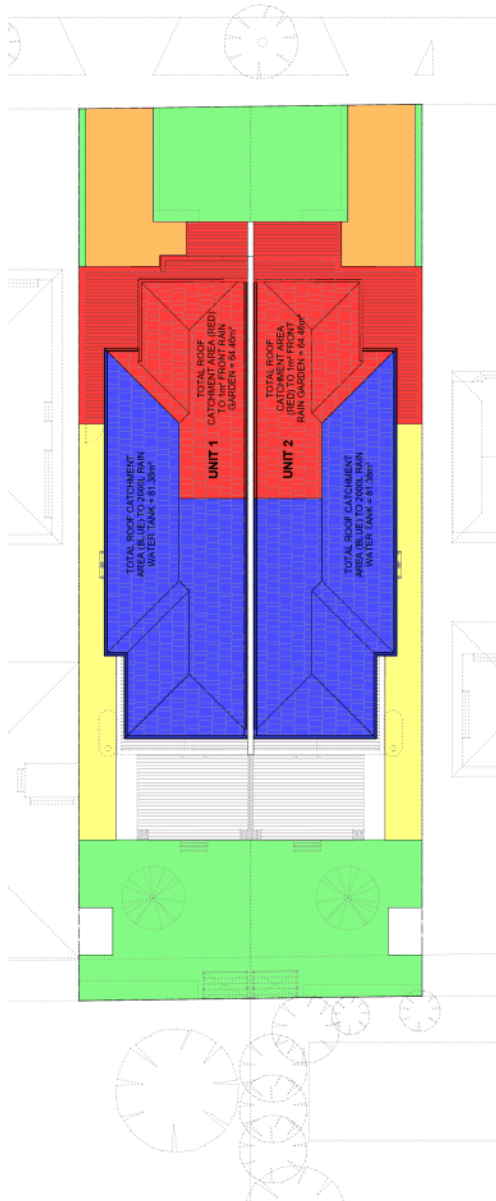 TOTAL ROOF
CATCHMENT AREA (RED)
TO 1m² FRONT RAIN
GARDEN = 64.46m²
UNIT 1
TOTAL ROOF
CATCHMENT AREA
(RED) TO 1m² FRONT
RAIN GARDEN = 64.46m²
UNIT 2
TOTAL ROOF CATCHMENT
AREA (BLUE) TO 2000L RAIN
WATER TANK = 81.38m²
TOTAL ROOF CATCHMENT
AREA (BLUE) TO 2000L RAIN
WATER TANK = 81.38m²